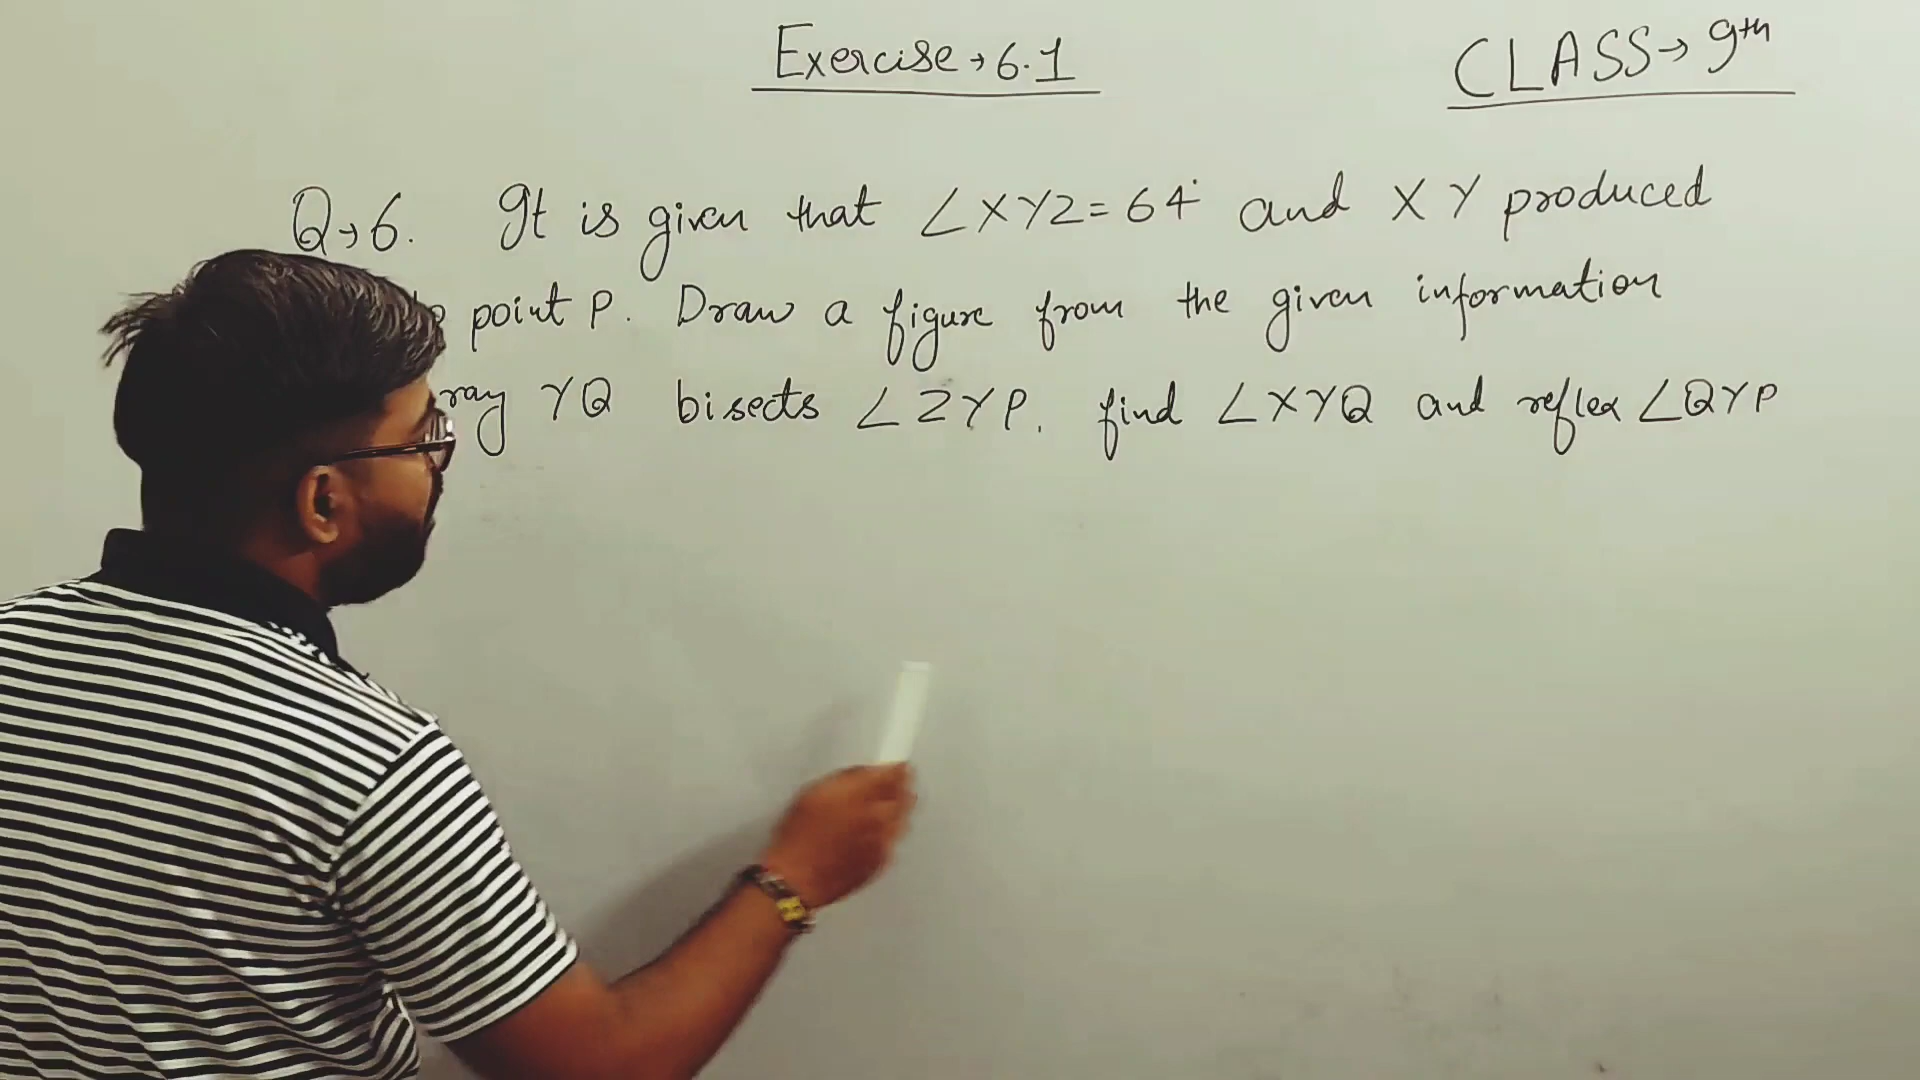 Exercise → 6.1
CLASS → 9th
Q → 6. It is given that ∠XYZ = 64° and XY produced
point P. Draw a figure from the given information
ray YQ bisects ∠ZYP. find ∠XYQ and reflex ∠QYP